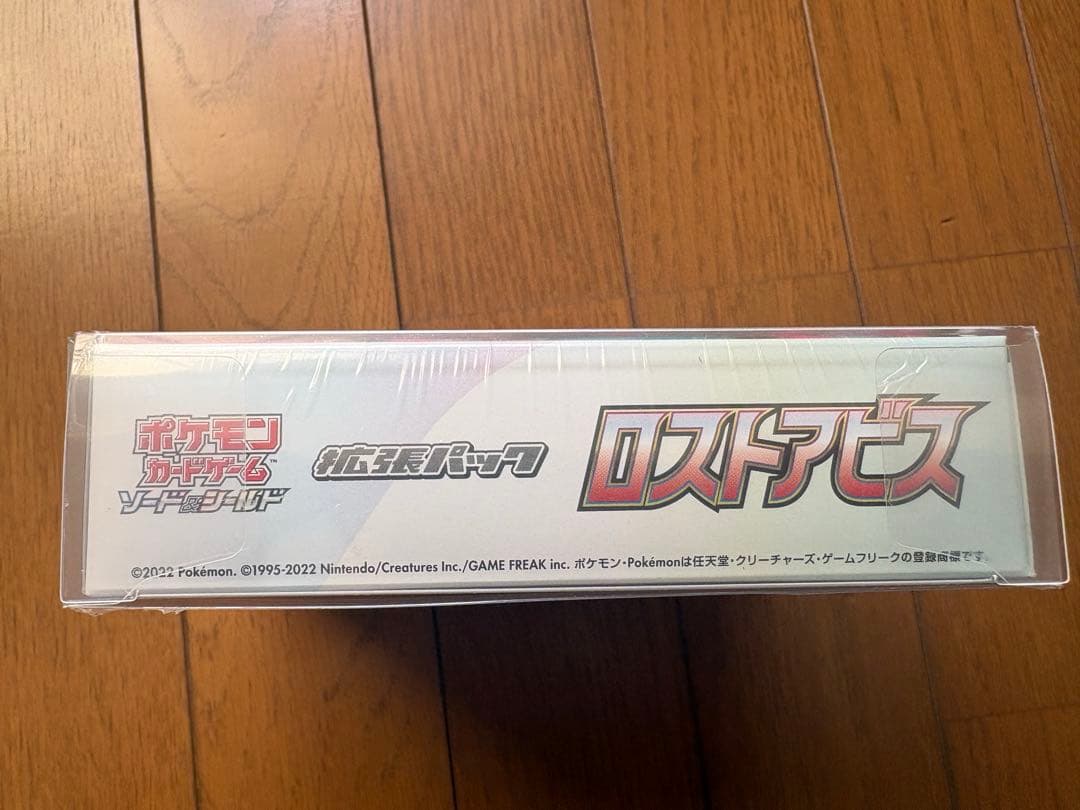 ポケモン
カードゲーム™
ソード&シールド
拡張パック
ロストアビス
©2022 Pokémon. ©1995-2022 Nintendo/Creatures Inc./GAME FREAK inc. ポケモン・Pokémonは任天堂・クリーチャーズ・ゲームフリークの登録商標です